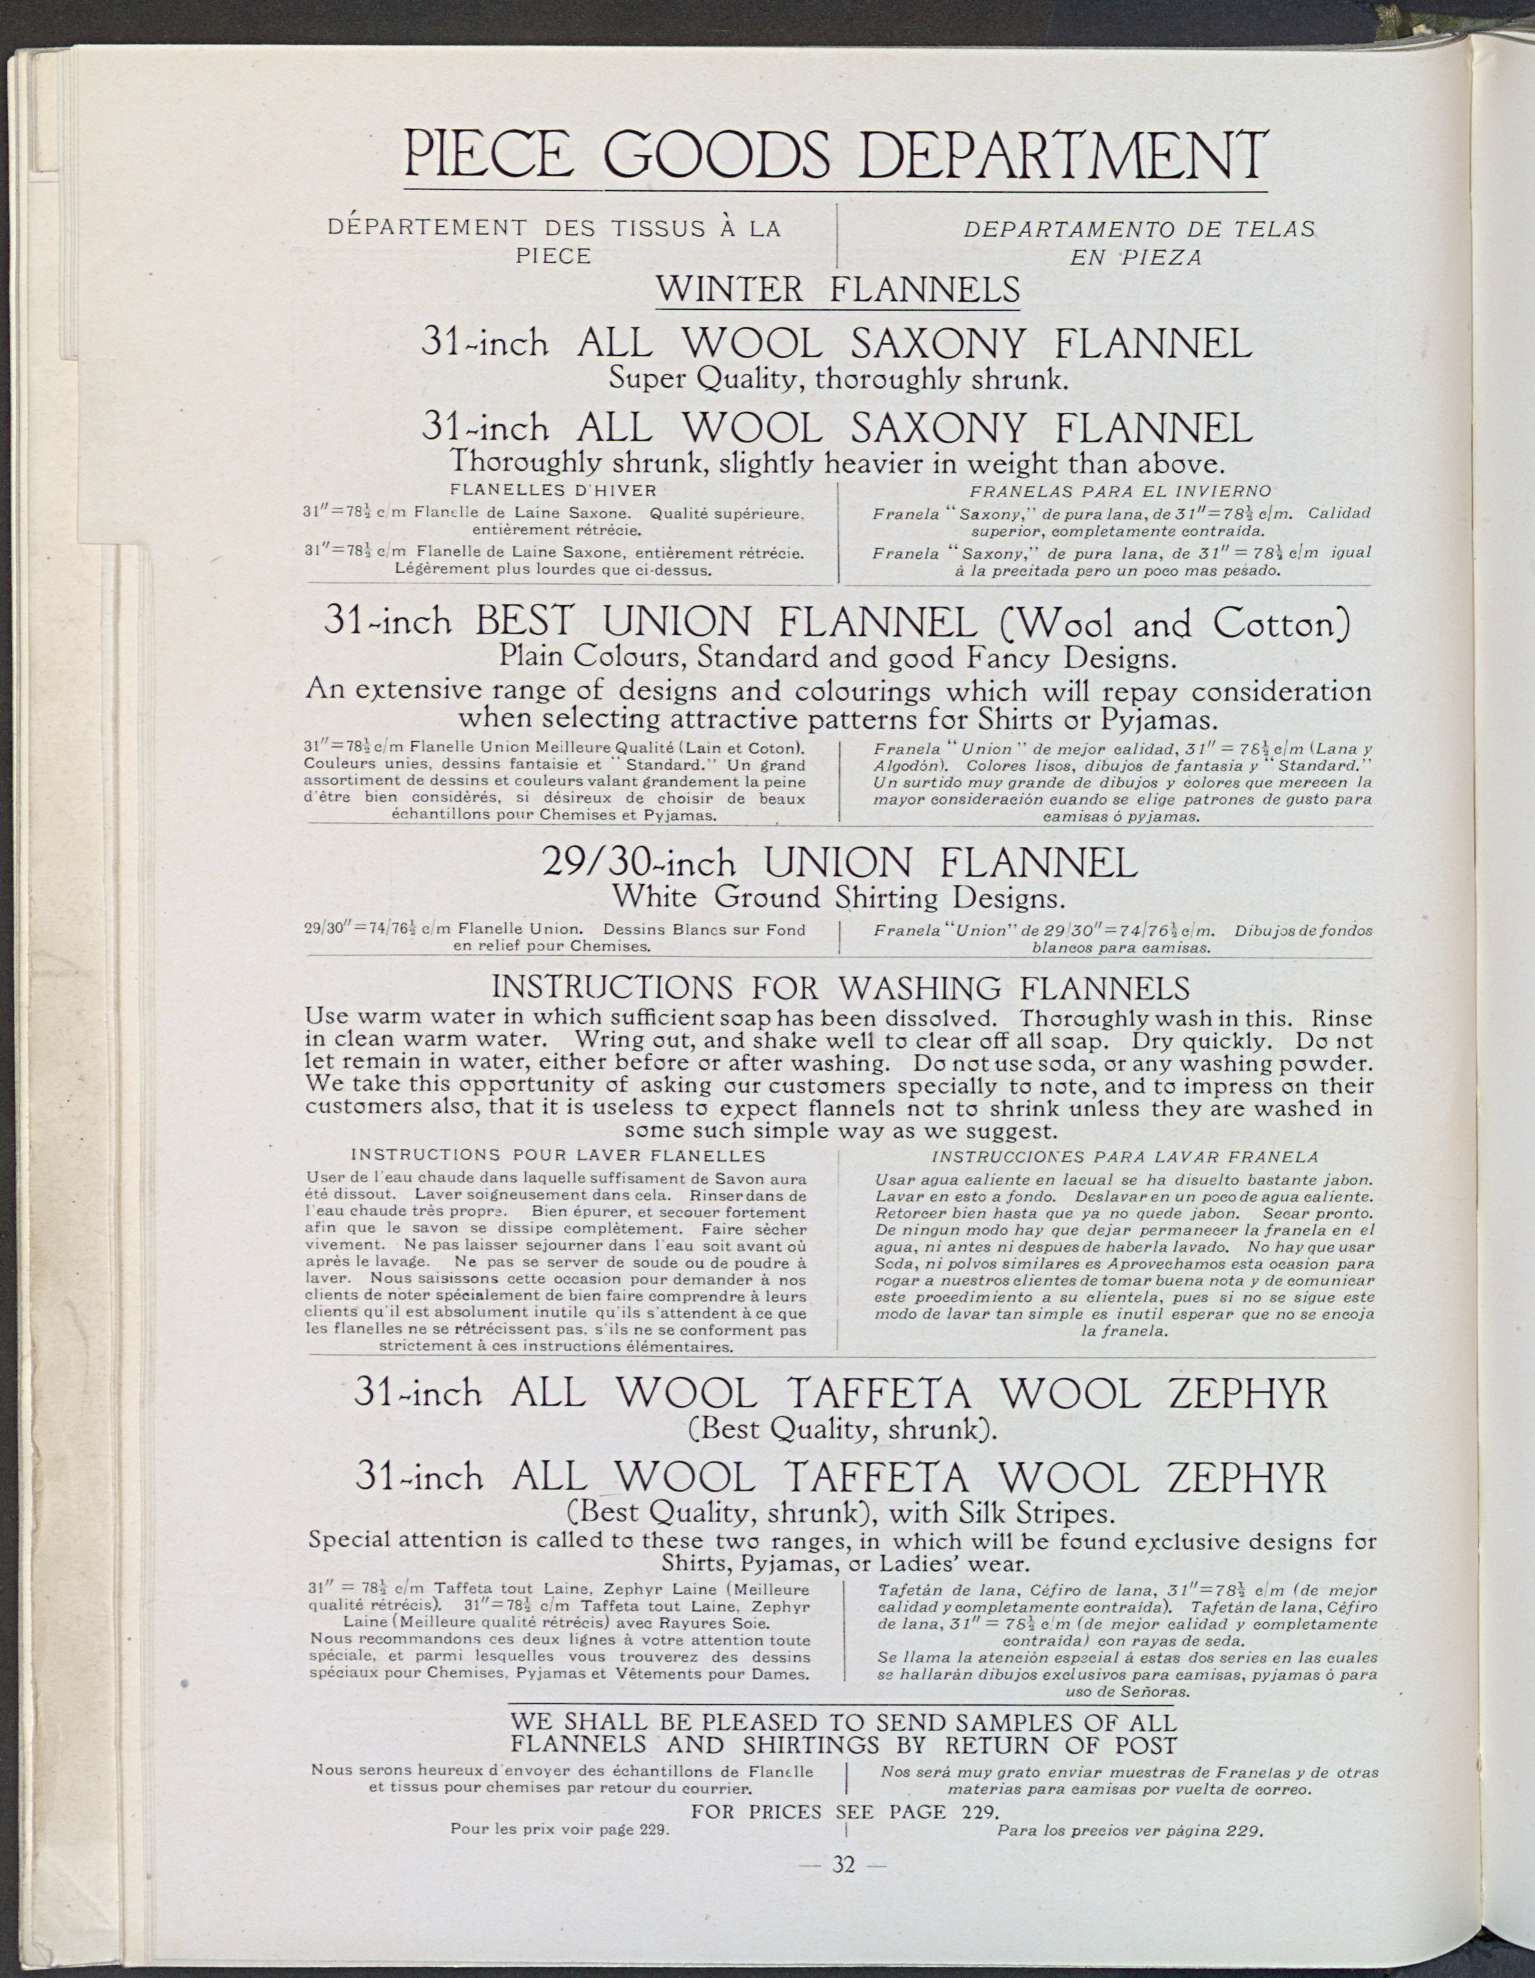 PIECE GOODS DEPARTMENT
DÉPARTEMENT DES TISSUS À LA
PIECE
DEPARTAMENTO DE TELAS
EN PIEZA
WINTER FLANNELS
31-inch ALL WOOL SAXONY FLANNEL
Super Quality, thoroughly shrunk.
31-inch ALL WOOL SAXONY FLANNEL
Thoroughly shrunk, slightly heavier in weight than above.
FLANELLES D'HIVER
31"=78½ c/m Flanelle de Laine Saxone. Qualité supérieure,
entièrement rétrécie.
31"=78½ c/m Flanelle de Laine Saxone, entièrement rétrécie.
Légèrement plus lourdes que ci-dessus.
FRANELAS PARA EL INVIERNO
Franela "Saxony," de pura lana, de 31"=78½ c/m. Calidad
superior, completamente contraída.
Franela "Saxony," de pura lana, de 31" = 78½ c/m igual
á la precitada pero un poco mas pesado.
31-inch BEST UNION FLANNEL (Wool and Cotton)
Plain Colours, Standard and good Fancy Designs.
An extensive range of designs and colourings which will repay consideration
when selecting attractive patterns for Shirts or Pyjamas.
31"=78½ c/m Flanelle Union Meilleure Qualité (Lain et Coton).
Couleurs unies, dessins fantaisie et "Standard." Un grand
assortiment de dessins et couleurs valant grandement la peine
d'être bien considérés, si désireux de choisir de beaux
échantillons pour Chemises et Pyjamas.
Franela "Union" de mejor calidad, 31" = 78½ c/m (Lana y
Algodón). Colores lisos, dibujos de fantasia y "Standard."
Un surtido muy grande de dibujos y colores que merecen la
mayor consideración cuando se elige patrones de gusto para
camisas ó pyjamas.
29/30-inch UNION FLANNEL
White Ground Shirting Designs.
29/30"=74/76½ c/m Flanelle Union. Dessins Blancs sur Fond
en relief pour Chemises.
Franela "Union" de 29/30"=74/76½ c/m. Dibujos de fondos
blancos para camisas.
INSTRUCTIONS FOR WASHING FLANNELS
Use warm water in which sufficient soap has been dissolved. Thoroughly wash in this. Rinse
in clean warm water. Wring out, and shake well to clear off all soap. Dry quickly. Do not
let remain in water, either before or after washing. Do not use soda, or any washing powder.
We take this opportunity of asking our customers specially to note, and to impress on their
customers also, that it is useless to expect flannels not to shrink unless they are washed in
some such simple way as we suggest.
INSTRUCTIONS POUR LAVER FLANELLES
User de l'eau chaude dans laquelle suffisament de Savon aura
été dissout. Laver soigneusement dans cela. Rinser dans de
l'eau chaude très propre. Bien épurer, et secouer fortement
afin que le savon se dissipe complètement. Faire sècher
vivement. Ne pas laisser sejourner dans l'eau soit avant où
après le lavage. Ne pas se server de soude ou de poudre à
laver. Nous saisissons cette occasion pour demander à nos
clients de noter spécialement de bien faire comprendre à leurs
clients qu'il est absolument inutile qu'ils s'attendent à ce que
les flanelles ne se rétrécissent pas, s'ils ne se conforment pas
strictement à ces instructions élémentaires.
INSTRUCCIONES PARA LAVAR FRANELA
Usar agua caliente en lacual se ha disuelto bastante jabon.
Lavar en esto a fondo. Deslavar en un poco de agua caliente.
Retorcer bien hasta que ya no quede jabon. Secar pronto.
De ningun modo hay que dejar permanecer la franela en el
agua, ni antes ni despúes de haberla lavado. No hay que usar
Soda, ni polvos similares es Aprovechamos esta ocasion para
rogar a nuestros clientes de tomar buena nota y de comunicar
este procedimiento a su clientela, pues si no se sigue este
modo de lavar tan simple es inutil esperar que no se encoja
la franela.
31-inch ALL WOOL TAFFETA WOOL ZEPHYR
(Best Quality, shrunk).
31-inch ALL WOOL TAFFETA WOOL ZEPHYR
(Best Quality, shrunk), with Silk Stripes.
Special attention is called to these two ranges, in which will be found exclusive designs for
Shirts, Pyjamas, or Ladies' wear.
31" = 78½ c/m Taffeta tout Laine, Zephyr Laine (Meilleure
qualité rétrécis). 31"=78½ c/m Taffeta tout Laine, Zephyr
Laine (Meilleure qualité rétrécis) avec Rayures Soie.
Nous recommandons ces deux lignes à votre attention toute
spéciale, et parmi lesquelles vous trouverez des dessins
spéciaux pour Chemises, Pyjamas et Vêtements pour Dames.
Tafetán de lana, Céfiro de lana, 31"=78½ c/m (de mejor
calidad y completamente contraida). Tafetán de lana, Céfiro
de lana, 31" = 78½ c/m (de mejor calidad y completamente
contraida) con rayas de seda.
Se llama la atención especial á estas dos series en las cuales
se hallarán dibujos exclusivos para camisas, pyjamas ó para
uso de Señoras.
WE SHALL BE PLEASED TO SEND SAMPLES OF ALL
FLANNELS AND SHIRTINGS BY RETURN OF POST
Nous serons heureux d'envoyer des échantillons de Flanelle
et tissus pour chemises par retour du courrier.
Nos será muy grato enviar muestras de Franelas y de otras
materias para camisas por vuelta de correo.
FOR PRICES SEE PAGE 229.
Pour les prix voir page 229.
Para los precios ver página 229.
— 32 —